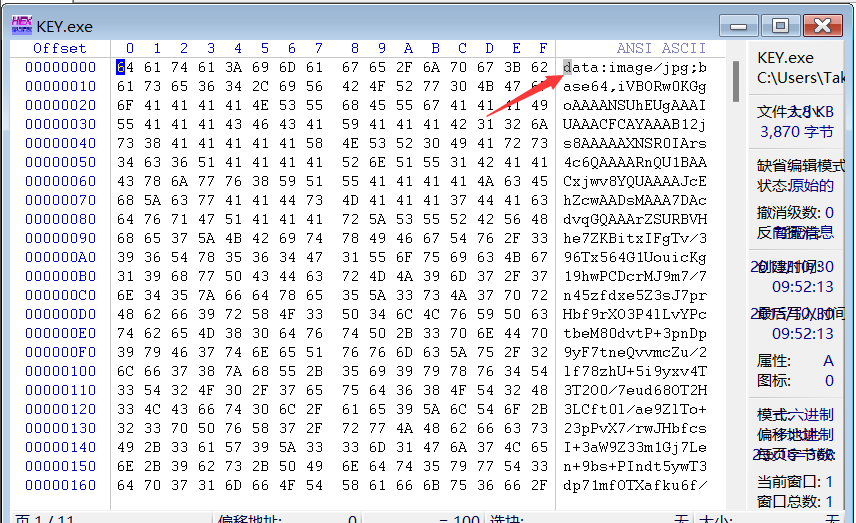 KEY.exe
Offset 0 1 2 3 4 5 6 7 8 9 A B C D E F ANSI ASCII
00000000 64 61 74 61 3A 69 6D 61 67 65 2F 6A 70 67 3B 62 data:image/jpg;b
00000010 61 73 65 36 34 2C 69 56 42 4F 52 77 30 4B 47 ase64,iVBORw0KGg
00000020 6F 41 41 41 41 4E 53 55 68 45 55 67 41 41 41 49 oAAAANSUhEUgAAAI
00000030 55 41 41 41 43 46 43 41 59 41 41 41 42 31 32 6A UAAACFCAYAAAB12j
00000040 73 38 41 41 41 41 41 58 4E 53 52 30 49 41 72 73 s8AAAAAXNSR0IArs
00000050 34 63 36 51 41 41 41 41 52 6E 51 55 31 42 41 41 4c6QAAAARnQU1BAA
00000060 43 78 6A 77 76 38 59 51 55 41 41 41 41 4A 63 45 Cxjwv8YQUAAAAJcE
00000070 68 5A 63 77 41 41 44 73 4D 41 41 41 37 44 41 63 hZcwAADsMAAA7DAc
00000080 64 76 71 47 51 41 41 41 72 5A 53 55 52 42 56 48 dvqGQAAArZSURBVH
00000090 68 65 37 5A 4B 42 69 74 78 49 46 67 54 76 2F 33 he7ZKBitxIFgTv/3
000000A0 39 36 54 78 35 36 34 47 31 55 6F 75 69 63 4B 67 96Tx564G1UouicKg
000000B0 31 39 68 77 50 43 44 63 72 4D 4A 39 6D 37 2F 37 19hwPCDcrMJ9m7/7
000000C0 6E 34 35 7A 66 64 78 65 35 5A 33 73 4A 37 70 72 n45zfdxe5Z3sJ7pr
000000D0 48 62 66 39 72 58 4F 33 50 34 6C 4C 76 59 50 63 Hbf9rXO3P4lLvYPc
000000E0 74 62 65 4D 38 30 64 76 74 50 2B 33 70 6E 44 70 tbeM80dvtP+3pnDp
000000F0 39 79 46 37 74 6E 65 51 76 76 6D 63 5A 75 2F 32 9yF7tneQvvmcZu/2
00000100 6C 66 37 38 7A 68 55 2B 35 69 39 39 78 76 34 54 lf78zhU+5i99xv4T
00000110 33 54 32 4F 30 2F 37 65 75 64 36 38 4F 54 32 48 3T2O0/7eud68OT2H
00000120 33 4C 43 66 74 30 6C 2F 61 65 39 5A 6C 54 6F 2B 3LCft0l/ae9ZlTo+
00000130 32 33 70 50 76 58 37 2F 72 77 4A 48 62 66 63 73 23pPvX7/rwJHbfcs
00000140 49 2B 33 61 57 39 5A 33 33 6D 31 47 6A 37 4C 65 I+3aW9Z33m1Gj7Le
00000150 6E 2B 39 62 73 2B 50 49 6E 64 74 35 79 77 54 33 n+9bs+PIndt5ywT3
00000160 64 70 37 31 6D 66 4F 54 58 61 66 6B 75 36 66 2F dp71mfOTXafku6f/
页 1 / 11 偏移地址: 0 = 100 选块: 无 大小: 无
KEY.exe
C:\Users\Tak
文件大小 3.8 KB
3,870 字节
缺省编辑模式
状态:原始的
撤消级数: 0
反向撤消:
创建时间:
09:52:13
最后写入时间
09:52:13
属性: A
图标: 0
模式:
偏移地址:
每页字节数:
当前窗口: 1
窗口总数: 1